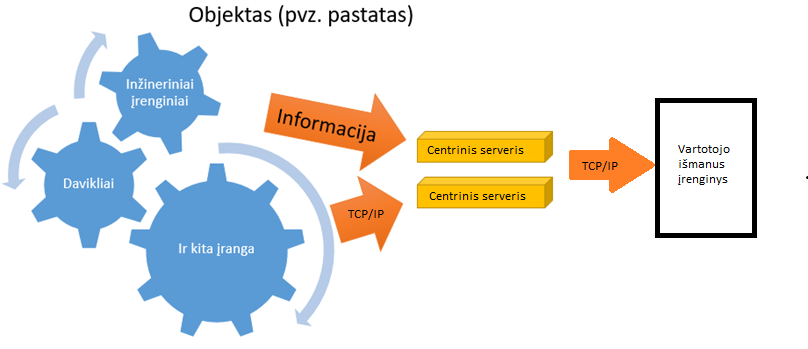 Objektas (pvz. pastatas)
Inžineriniai
įrenginiai
Davikliai
Ir kita įranga
Informacija
TCP/IP
Centrinis serveris
Centrinis serveris
TCP/IP
Vartotojo
išmanus
įrenginys
.